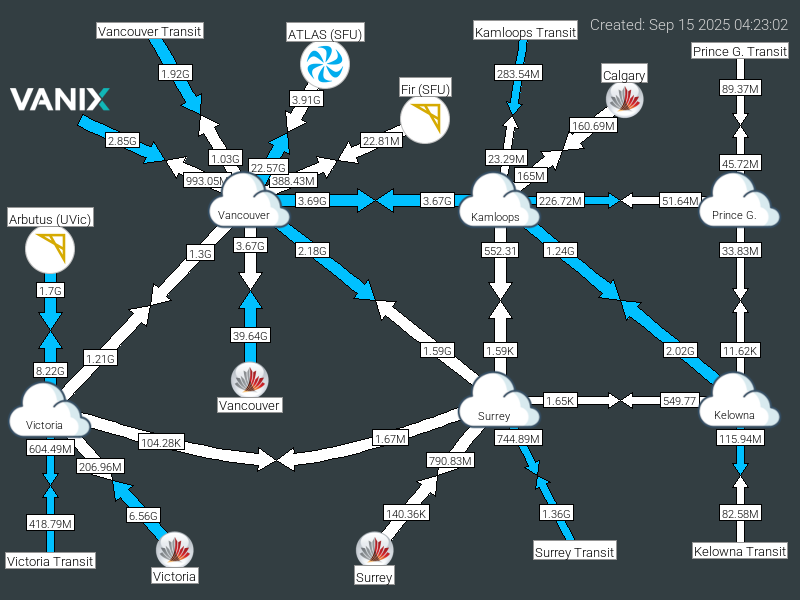 Created: Sep 15 2025 04:23:02
Vancouver Transit
ATLAS (SFU)
Kamloops Transit
Prince G. Transit
1.92G
283.54M
Calgary
89.37M
VANIX
3.91G
Fir (SFU)
160.69M
2.85G
22.81M
1.03G
22.57G
23.29M
45.72M
993.05M
388.43M
165M
Vancouver
3.69G
3.67G
Kamloops
226.72M
51.64M
Prince G.
Arbutus (UVic)
1.3G
3.67G
2.18G
552.31
1.24G
33.83M
1.7G
39.64G
8.22G
1.21G
1.59G
1.59K
2.02G
11.62K
Vancouver
Victoria
Surrey
1.65K
549.77
Kelowna
604.49M
104.28K
1.67M
744.89M
115.94M
206.96M
790.83M
418.79M
6.56G
140.36K
1.36G
82.58M
Victoria Transit
Victoria
Surrey
Surrey Transit
Kelowna Transit